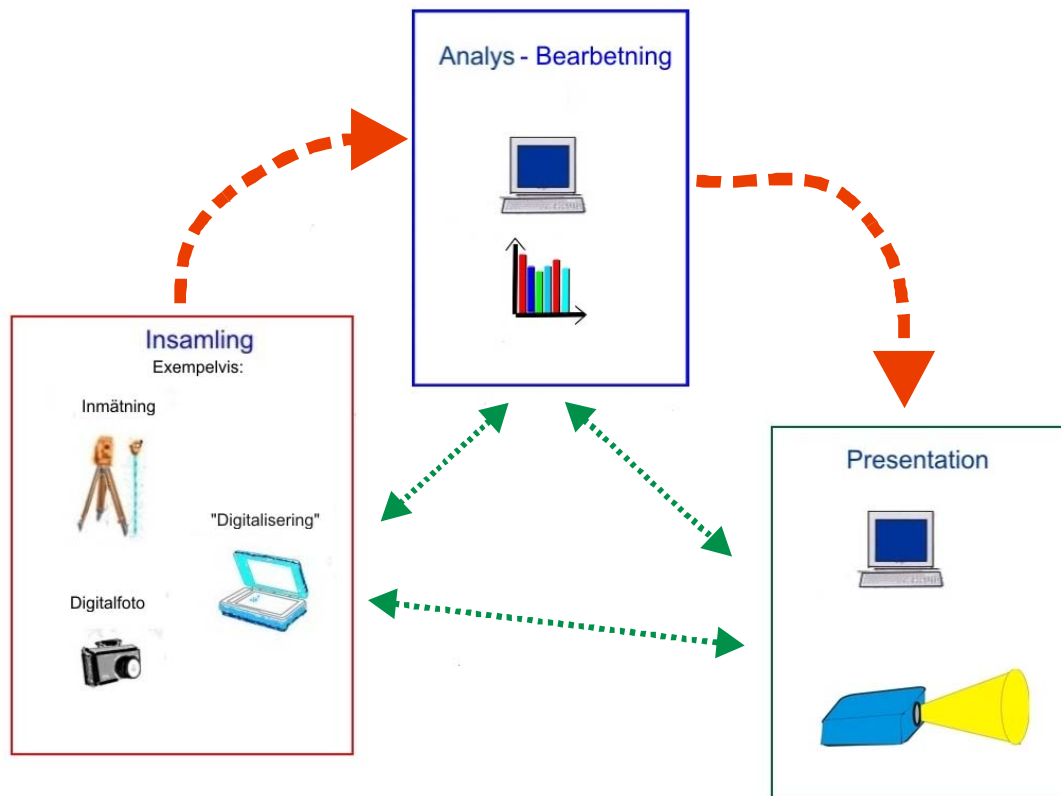 Analys - Bearbetning
Insamling
Exempelvis:
Inmätning
"Digitalisering"
Digitalfoto
Presentation